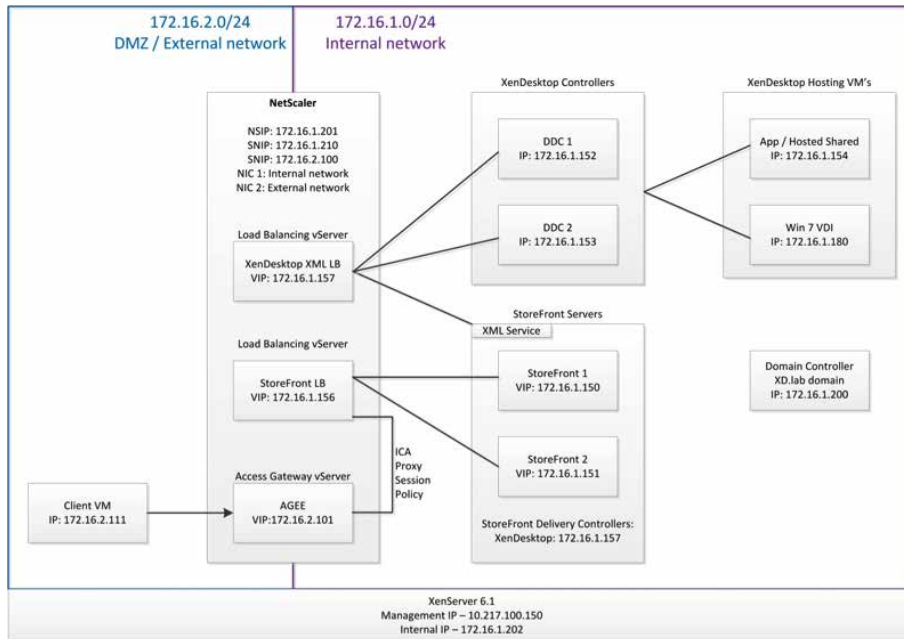 172.16.2.0/24
DMZ / External network
172.16.1.0/24
Internal network
NetScaler
NSIP: 172.16.1.201
SNIP: 172.16.1.210
SNIP: 172.16.2.100
NIC 1: Internal network
NIC 2: External network
Load Balancing vServer
XenDesktop XML LB
VIP: 172.16.1.157
Load Balancing vServer
StoreFront LB
VIP: 172.16.1.156
ICA
Proxy
Session
Policy
Access Gateway vServer
AGEE
VIP:172.16.2.101
Client VM
IP: 172.16.2.111
XenDesktop Controllers
DDC 1
IP: 172.16.1.152
DDC 2
IP: 172.16.1.153
XenDesktop Hosting VM's
App / Hosted Shared
IP: 172.16.1.154
Win 7 VDI
IP: 172.16.1.180
StoreFront Servers
XML Service
StoreFront 1
VIP: 172.16.1.150
StoreFront 2
VIP: 172.16.1.151
StoreFront Delivery Controllers:
XenDesktop: 172.16.1.157
Domain Controller
XD.lab domain
IP: 172.16.1.200
XenServer 6.1
Management IP – 10.217.100.150
Internal IP – 172.16.1.202